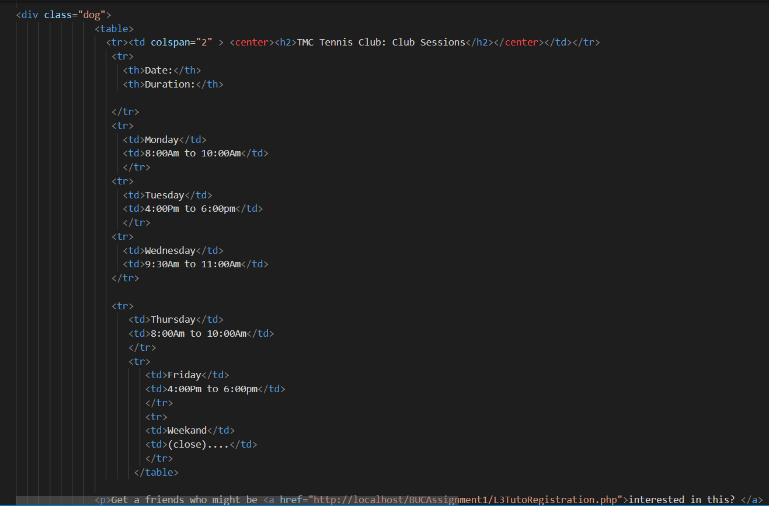 <div class="dog">
<table>
<tr><td colspan="2" > <center><h2>TMC Tennis Club: Club Sessions</h2></center></td></tr>
<tr>
<th>Date:</th>
<th>Duration:</th>
</tr>
<tr>
<td>Monday</td>
<td>8:00Am to 10:00Am</td>
</tr>
<tr>
<td>Tuesday</td>
<td>4:00Pm to 6:00pm</td>
</tr>
<tr>
<td>Wednesday</td>
<td>9:30Am to 11:00Am</td>
</tr>
<tr>
<td>Thursday</td>
<td>8:00Am to 10:00Am</td>
</tr>
<tr>
<td>Friday</td>
<td>4:00Pm to 6:00pm</td>
</tr>
<tr>
<td>Weekand</td>
<td>(close)....</td>
</tr>
</table>
<p>Get a friends who might be <a href="http://localhost/BUCAssignment1/L3TutoRegistration.php">interested in this? </a>